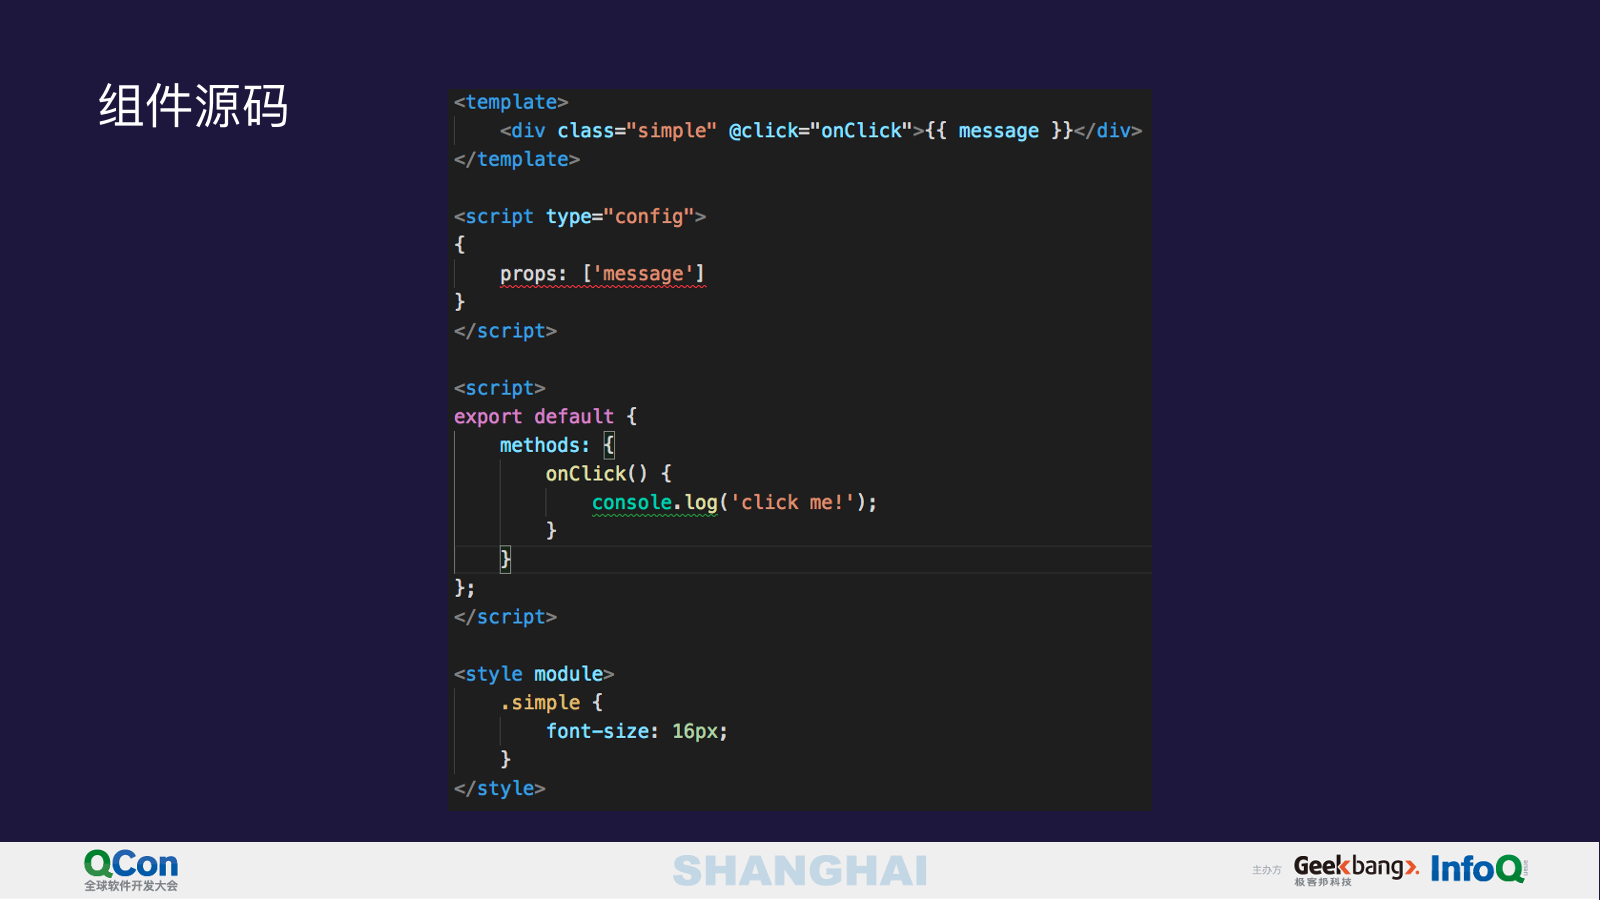 组件源码
<template>
<div class="simple" @click="onClick">{{ message }}</div>
</template>
<script type="config">
{
props: ['message']
}
</script>
<script>
export default {
methods: {
onClick() {
console.log('click me!');
}
}
};
</script>
<style module>
.simple {
font-size: 16px;
}
</style>
QCon
全球软件开发大会
SHANGHAI
主办方
Geekbang>.
极客邦科技
InfoQ